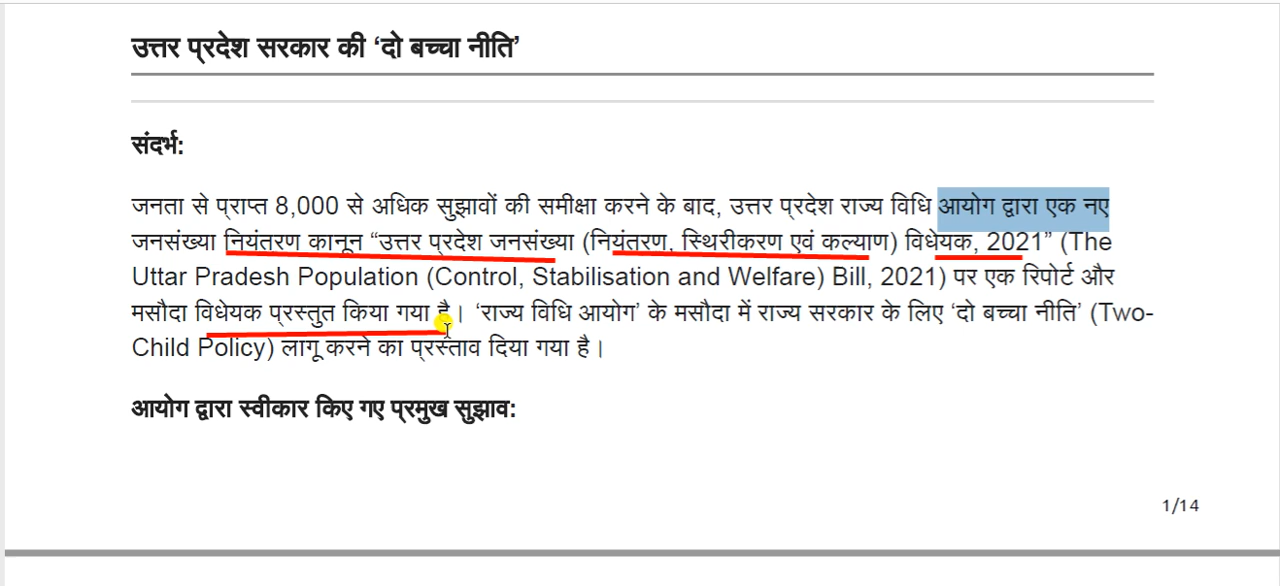 उत्तर प्रदेश सरकार की ‘दो बच्चा नीति’
संदर्भ:
जनता से प्राप्त 8,000 से अधिक सुझावों की समीक्षा करने के बाद, उत्तर प्रदेश राज्य विधि आयोग द्वारा एक नए
जनसंख्या नियंतरण कानून “उत्तर प्रदेश जनसंख्या (नियंतरण, स्थिरीकरण एवं कल्याण) विधेयक, 2021” (The
Uttar Pradesh Population (Control, Stabilisation and Welfare) Bill, 2021) पर एक रिपोर्ट और
मसौदा विधेयक प्रस्तुत किया गया है। ‘राज्य विधि आयोग’ के मसौदा में राज्य सरकार के लिए ‘दो बच्चा नीति’ (Two-
Child Policy) लागू करने का प्रस्ताव दिया गया है।
आयोग द्वारा स्वीकार किए गए प्रमुख सुझाव:
1/14